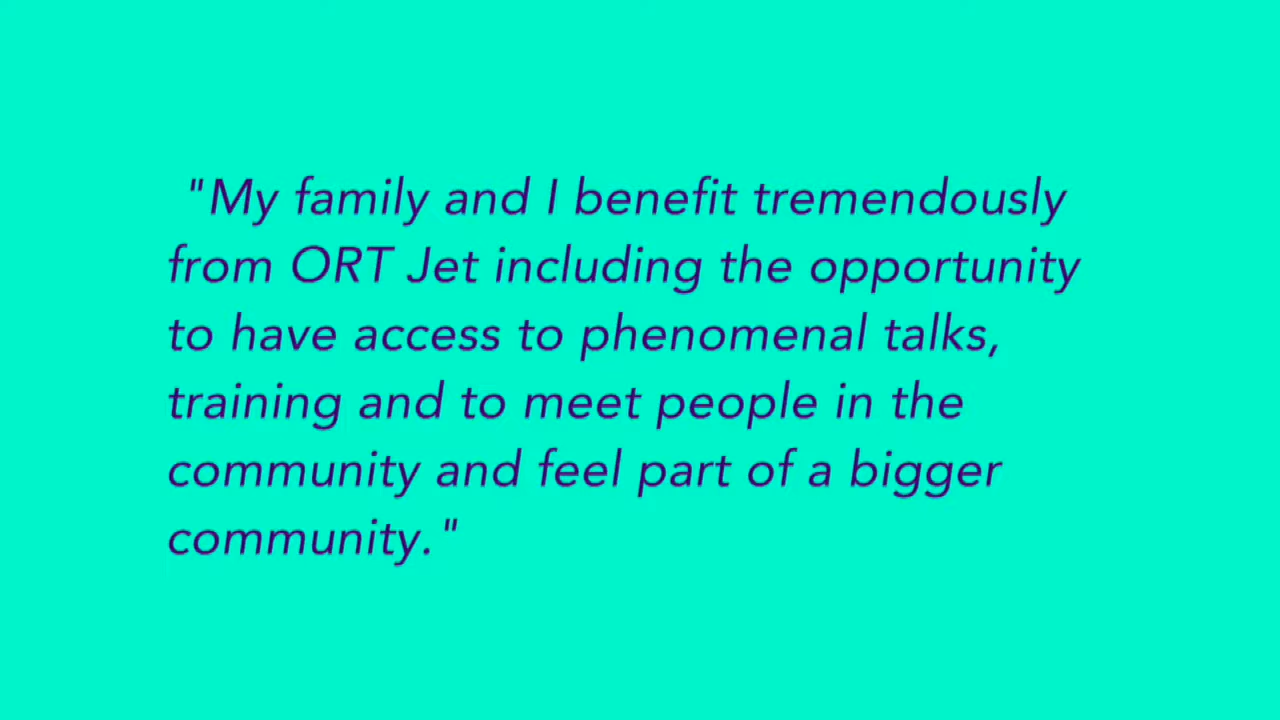 "My family and I benefit tremendously
from ORT Jet including the opportunity
to have access to phenomenal talks,
training and to meet people in the
community and feel part of a bigger
community."